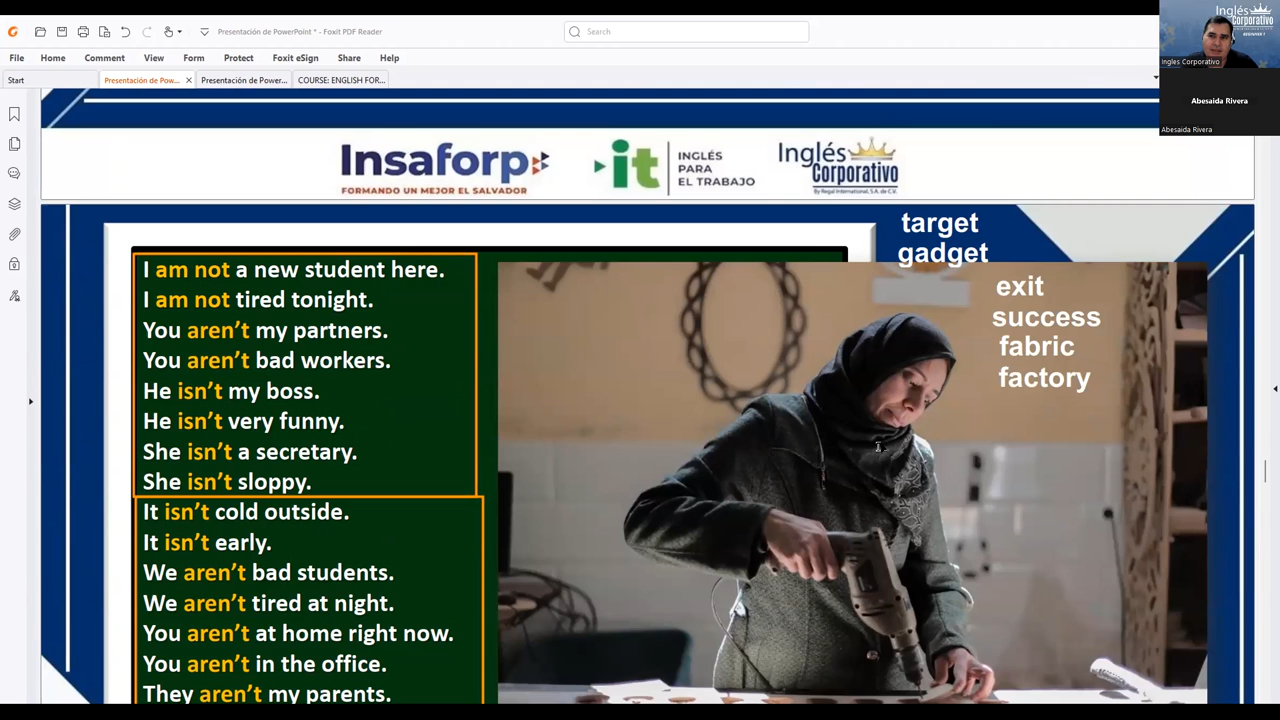 Presentación de PowerPoint * - Foxit PDF Reader
Search
File Home Comment View Form Protect Foxit eSign Share Help
Start
Presentación de Pow...
Presentación de Power...
COURSE: ENGLISH FOR...
Inglés Corporativo
BEGINNER 1
Ingles Corporativo
Abesaida Rivera
Abesaida Rivera
Insaforp
FORMANDO UN MEJOR EL SALVADOR
it
INGLÉS
PARA
EL TRABAJO
Inglés
Corporativo
By Regal International, S.A. de C.V.
target
gadget
exit
success
fabric
factory
I am not a new student here.
I am not tired tonight.
You aren’t my partners.
You aren’t bad workers.
He isn’t my boss.
He isn’t very funny.
She isn’t a secretary.
She isn’t sloppy.
It isn’t cold outside.
It isn’t early.
We aren’t bad students.
We aren’t tired at night.
You aren’t at home right now.
You aren’t in the office.
They aren’t my parents.